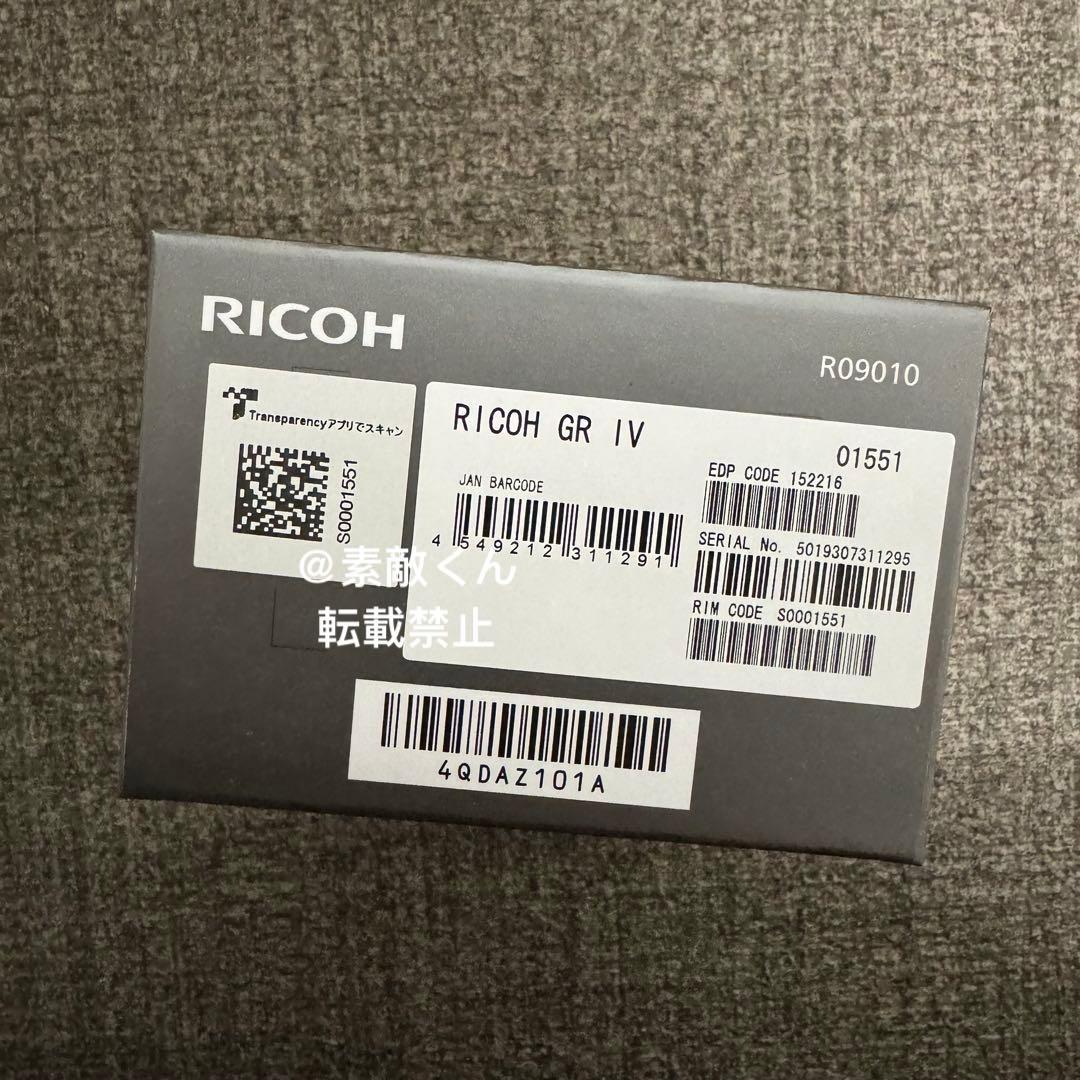 RICOH
R09010
Transparencyアプリでスキャン
S0001551
RICOH GR IV
01551
JAN BARCODE
4 549212 311291
EDP CODE 152216
SERIAL No. 5019307311295
RIM CODE S0001551
@素敵くん
転載禁止
4QDAZ101A